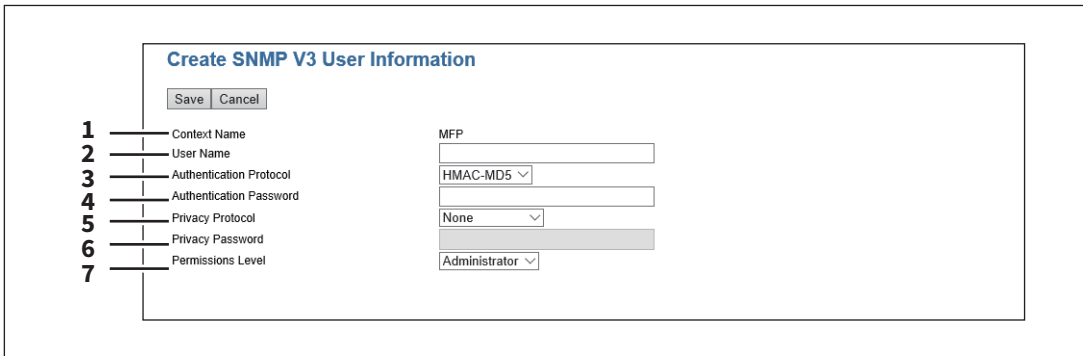 Create SNMP V3 User Information
Save Cancel
1 Context Name MFP
2 User Name
3 Authentication Protocol HMAC-MD5
4 Authentication Password
5 Privacy Protocol None
6 Privacy Password
7 Permissions Level Administrator